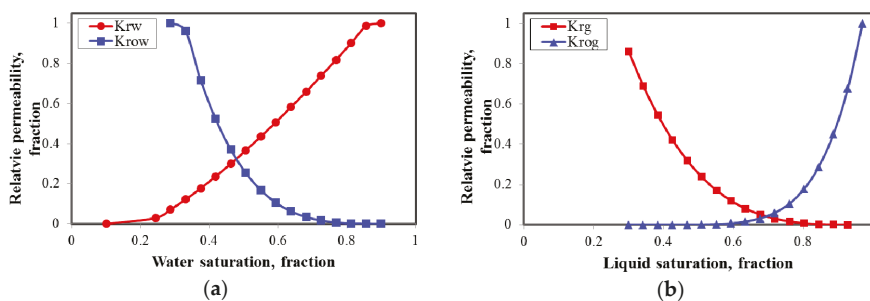 Krw
Krow
Relatvie permeability,
fraction
1
0.8
0.6
0.4
0.2
0
0
0.2
0.4
0.6
0.8
1
Water saturation, fraction
(a)
Krg
Krog
Relatvie permeability,
fraction
1
0.8
0.6
0.4
0.2
0
0.2
0.4
0.6
0.8
Liquid saturation, fraction
(b)